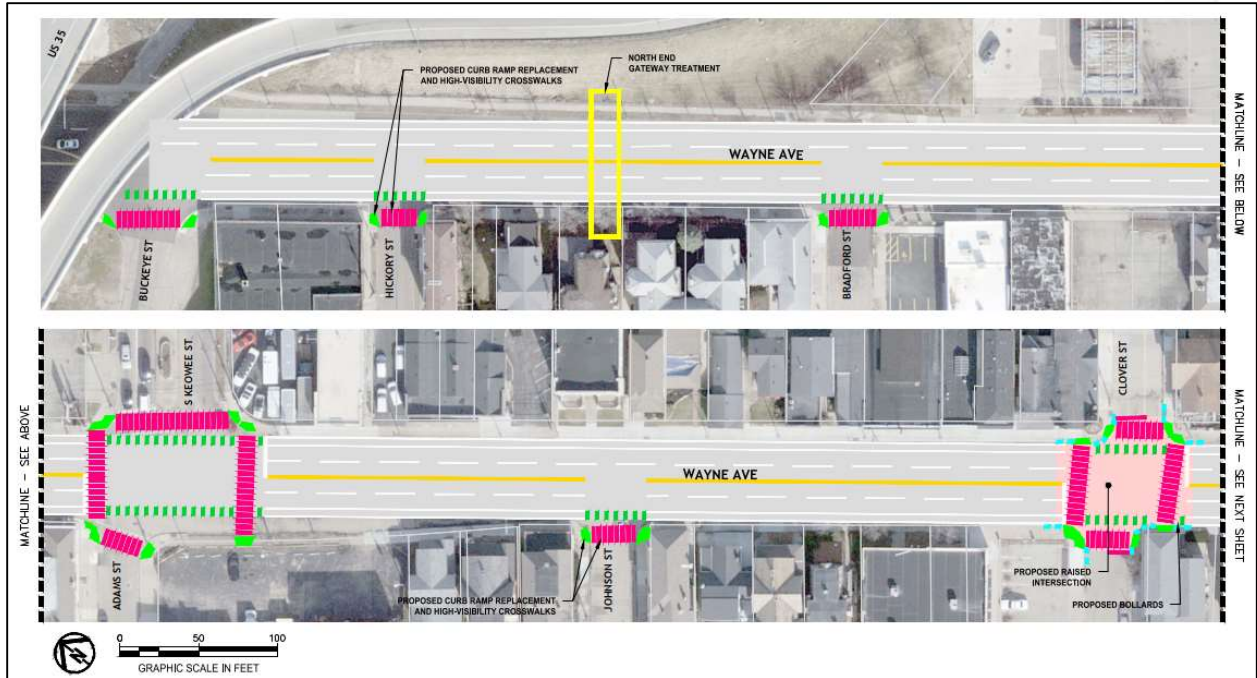 US 35
PROPOSED CURB RAMP REPLACEMENT
AND HIGH-VISIBILITY CROSSWALKS
NORTH END
GATEWAY TREATMENT
WAYNE AVE
BUCKEYE ST
HICKORY ST
BRADFORD ST
MATCHLINE - SEE BELOW
MATCHLINE - SEE ABOVE
S KEOWEE ST
CLOVER ST
WAYNE AVE
ADAMS ST
JOHNSON ST
PROPOSED CURB RAMP REPLACEMENT
AND HIGH-VISIBILITY CROSSWALKS
PROPOSED RAISED
INTERSECTION
PROPOSED BOLLARDS
MATCHLINE - SEE NEXT SHEET
N
0 50 100
GRAPHIC SCALE IN FEET